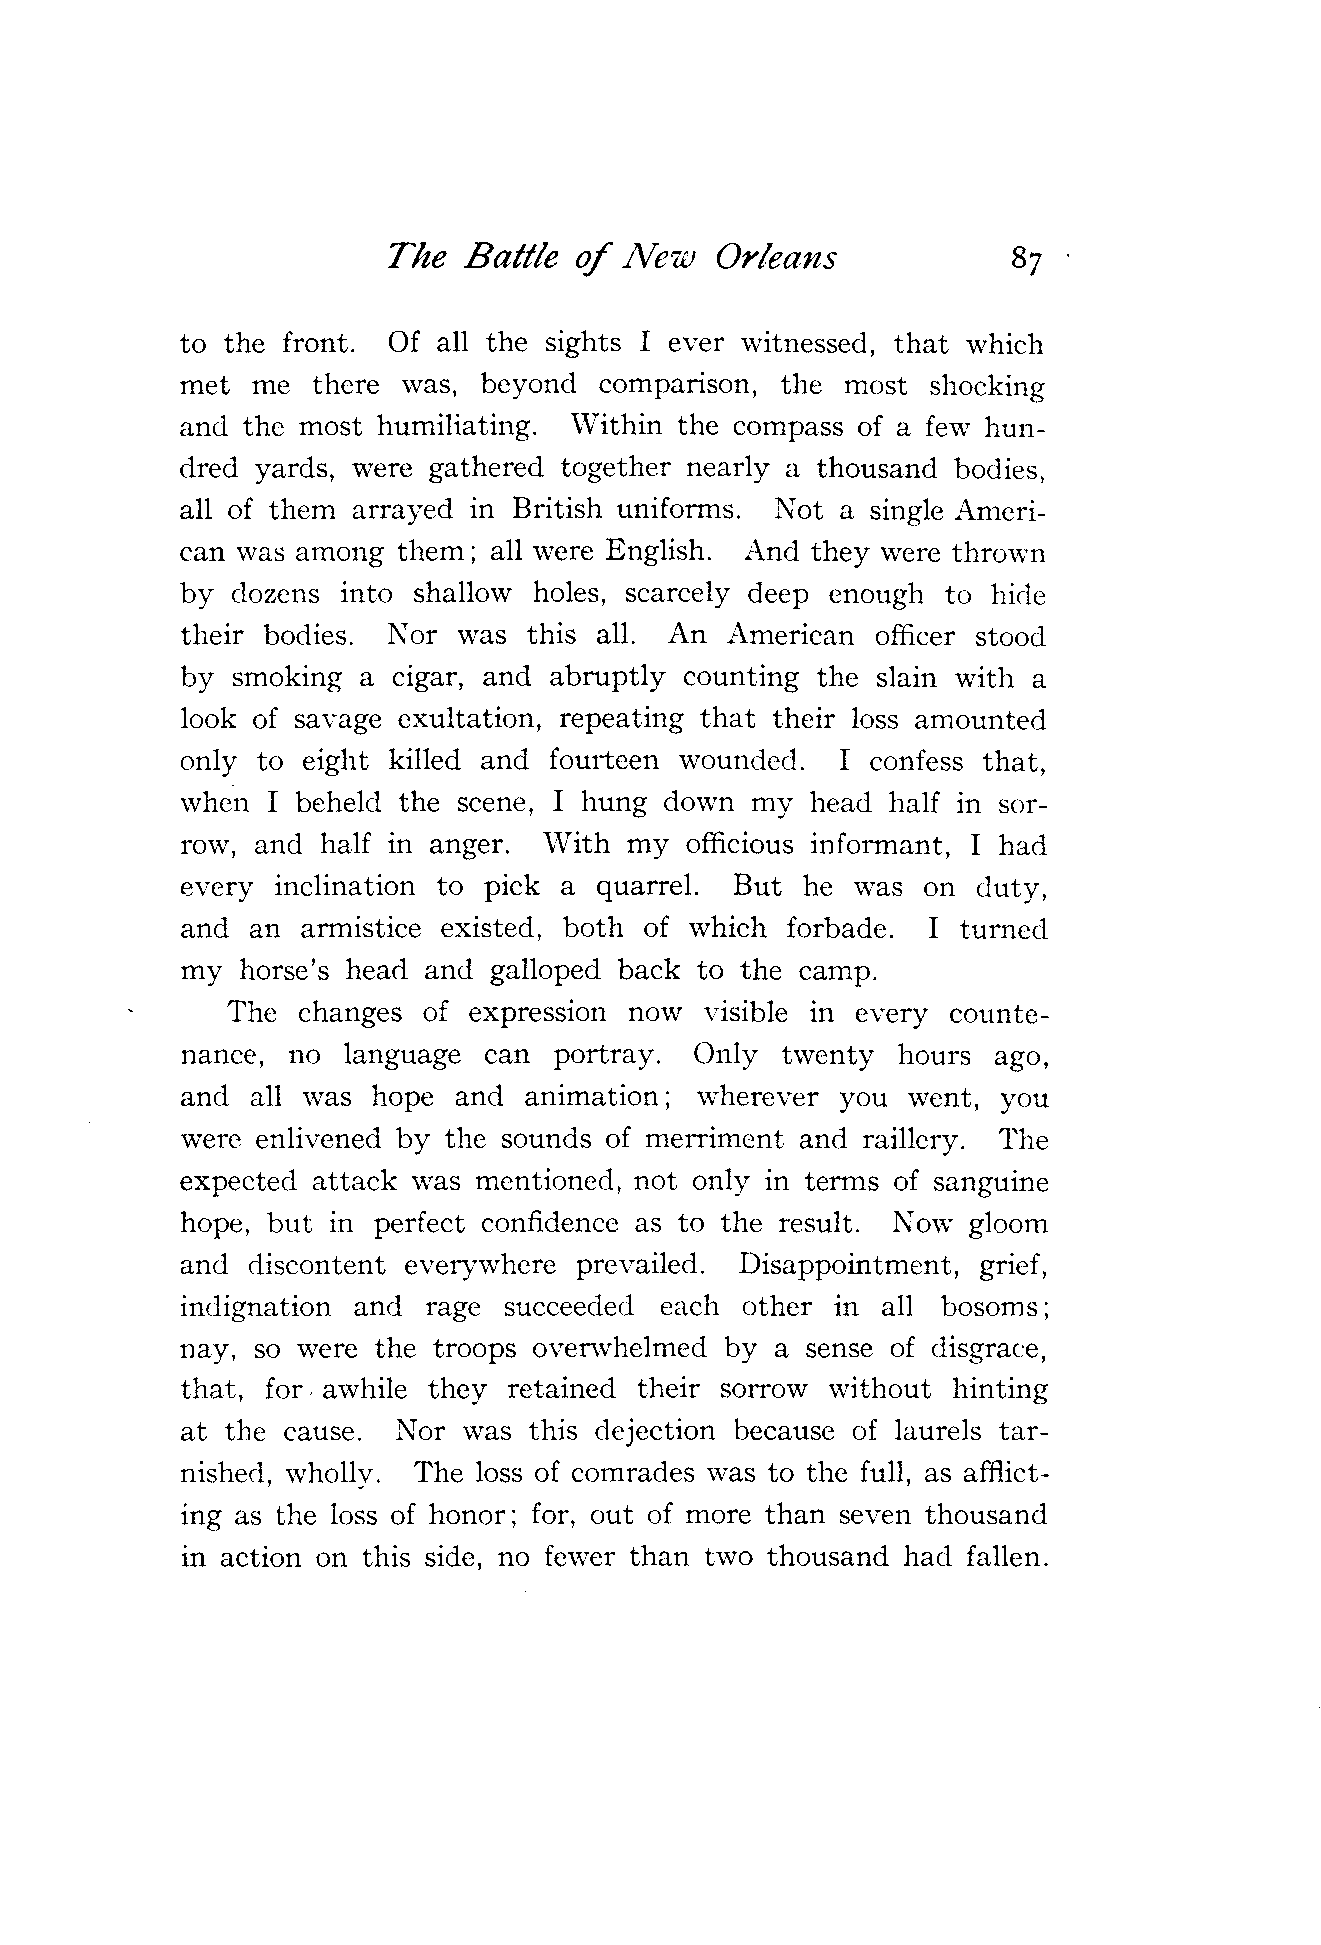 The Battle of New Orleans 87
to the front. Of all the sights I ever witnessed, that which
met me there was, beyond comparison, the most shocking
and the most humiliating. Within the compass of a few hun-
dred yards, were gathered together nearly a thousand bodies,
all of them arrayed in British uniforms. Not a single Ameri-
can was among them; all were English. And they were thrown
by dozens into shallow holes, scarcely deep enough to hide
their bodies. Nor was this all. An American officer stood
by smoking a cigar, and abruptly counting the slain with a
look of savage exultation, repeating that their loss amounted
only to eight killed and fourteen wounded. I confess that,
when I beheld the scene, I hung down my head half in sor-
row, and half in anger. With my officious informant, I had
every inclination to pick a quarrel. But he was on duty,
and an armistice existed, both of which forbade. I turned
my horse's head and galloped back to the camp.
The changes of expression now visible in every counte-
nance, no language can portray. Only twenty hours ago,
and all was hope and animation; wherever you went, you
were enlivened by the sounds of merriment and raillery. The
expected attack was mentioned, not only in terms of sanguine
hope, but in perfect confidence as to the result. Now gloom
and discontent everywhere prevailed. Disappointment, grief,
indignation and rage succeeded each other in all bosoms;
nay, so were the troops overwhelmed by a sense of disgrace,
that, for awhile they retained their sorrow without hinting
at the cause. Nor was this dejection because of laurels tar-
nished, wholly. The loss of comrades was to the full, as afflict-
ing as the loss of honor; for, out of more than seven thousand
in action on this side, no fewer than two thousand had fallen.